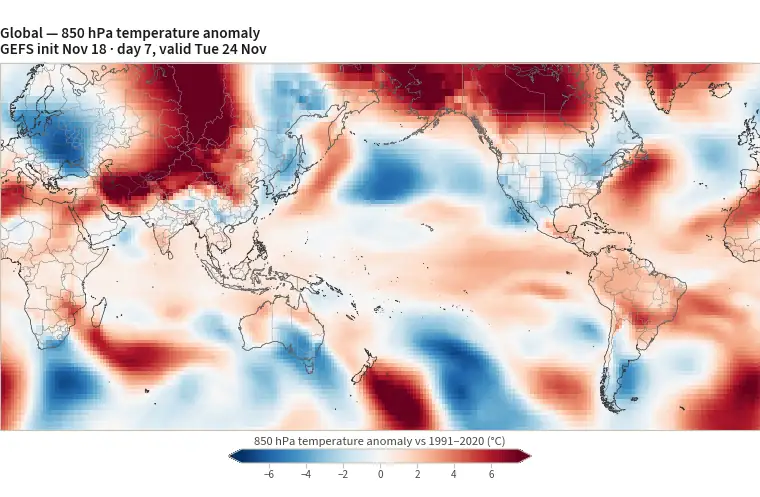 Global — 850 hPa temperature anomaly
GEFS init Nov 18 · day 7, valid Tue 24 Nov
850 hPa temperature anomaly vs 1991–2020 (°C)
−6 −4 −2 0 2 4 6